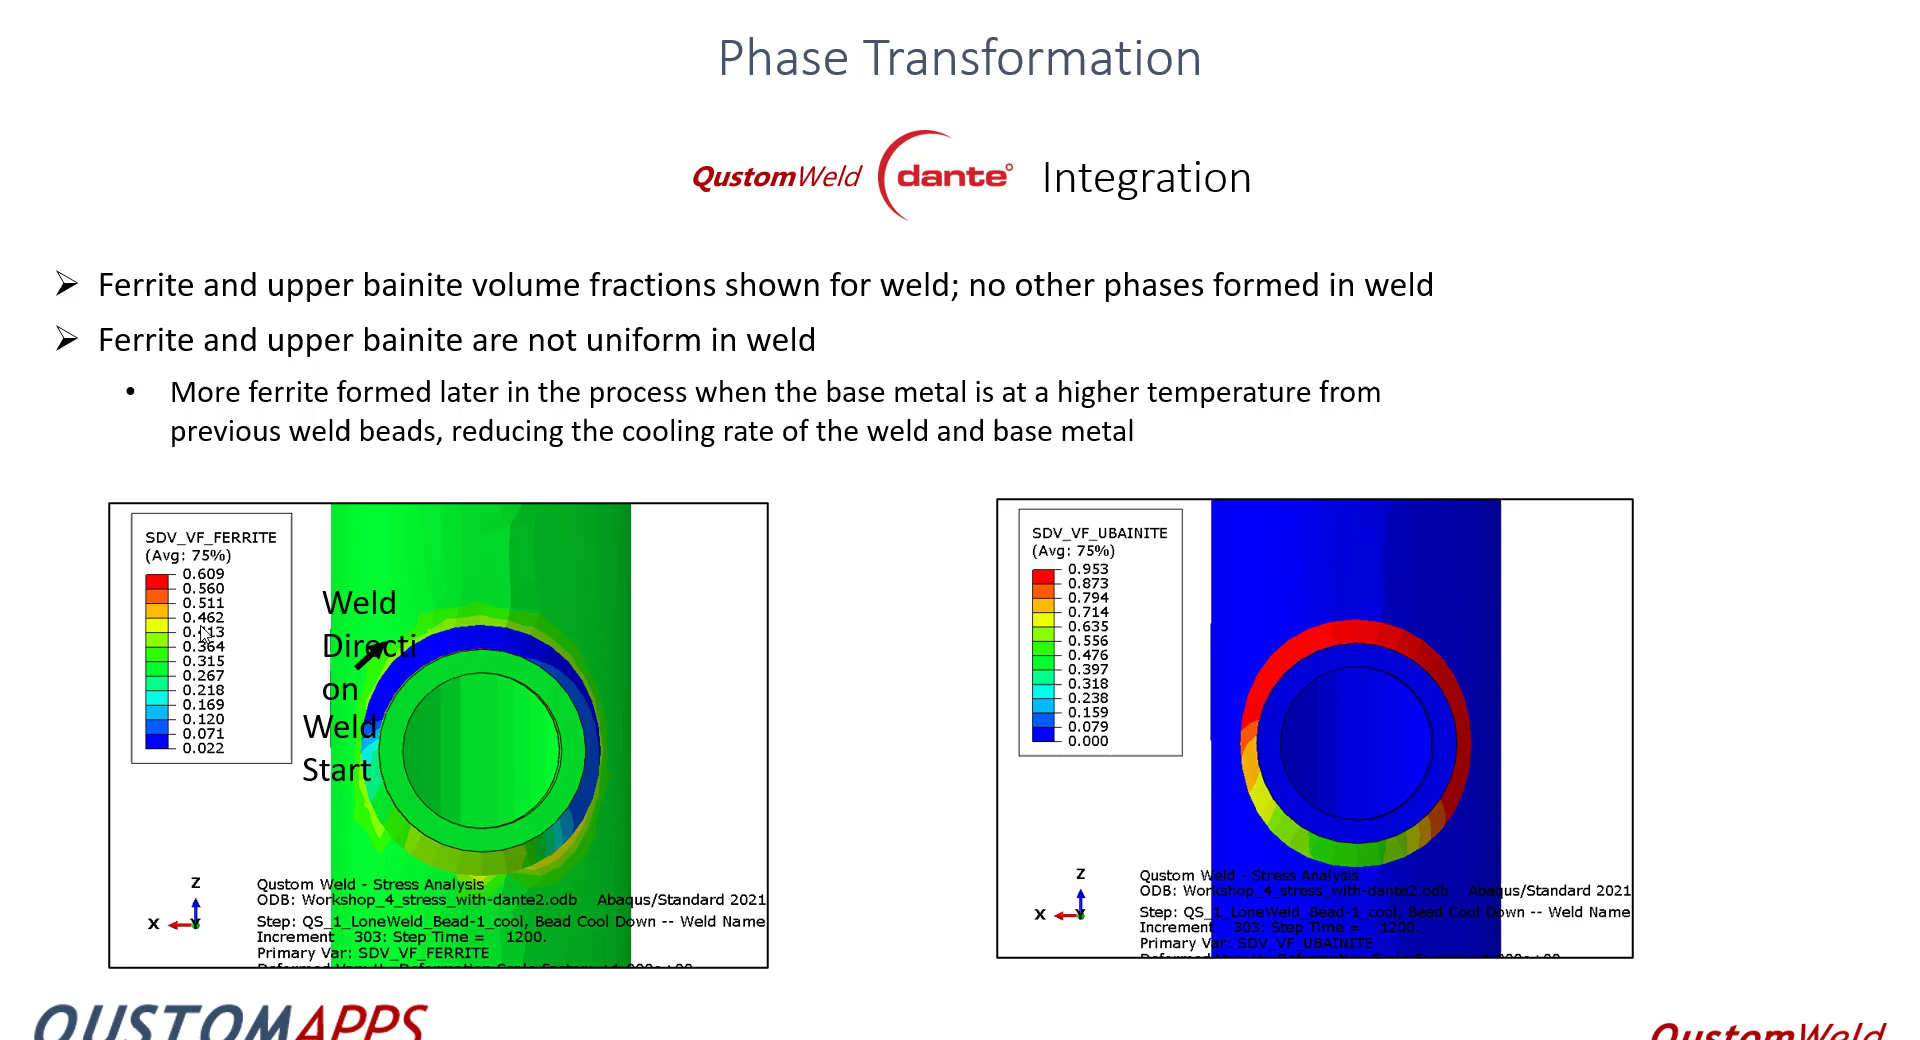 Phase Transformation
QustomWeld dante Integration
➢ Ferrite and upper bainite volume fractions shown for weld; no other phases formed in weld
➢ Ferrite and upper bainite are not uniform in weld
• More ferrite formed later in the process when the base metal is at a higher temperature from
previous weld beads, reducing the cooling rate of the weld and base metal
SDV_VF_FERRITE
(Avg: 75%)
0.609
0.560
0.511
0.462
0.364
0.315
0.267
0.218
0.169
0.120
0.071
0.022
Weld
Directi
on
Weld
Start
Z
X
Y
Qustom Weld - Stress Analysis
ODB: Workshop_4_stress_with-dante2.odb Abaqus/Standard 2021
Step: QS_1_LoneWeld_Bead-1_cool, Bead Cool Down -- Weld Name
Increment 303: Step Time = 1200.
Primary Var: SDV_VF_FERRITE
SDV_VF_UBAINITE
(Avg: 75%)
0.953
0.873
0.794
0.714
0.635
0.556
0.476
0.397
0.318
0.238
0.159
0.079
0.000
Z
X
Y
Qustom Weld - Stress Analysis
ODB: Workshop_4_stress_with-dante2.odb Abaqus/Standard 2021
Step: QS_1_LoneWeld_Bead-1_cool, Bead Cool Down -- Weld Name
Increment 303: Step Time = 1200.
Primary Var: SDV_VF_UBAINITE
QUSTOMAPPS
QustomWeld